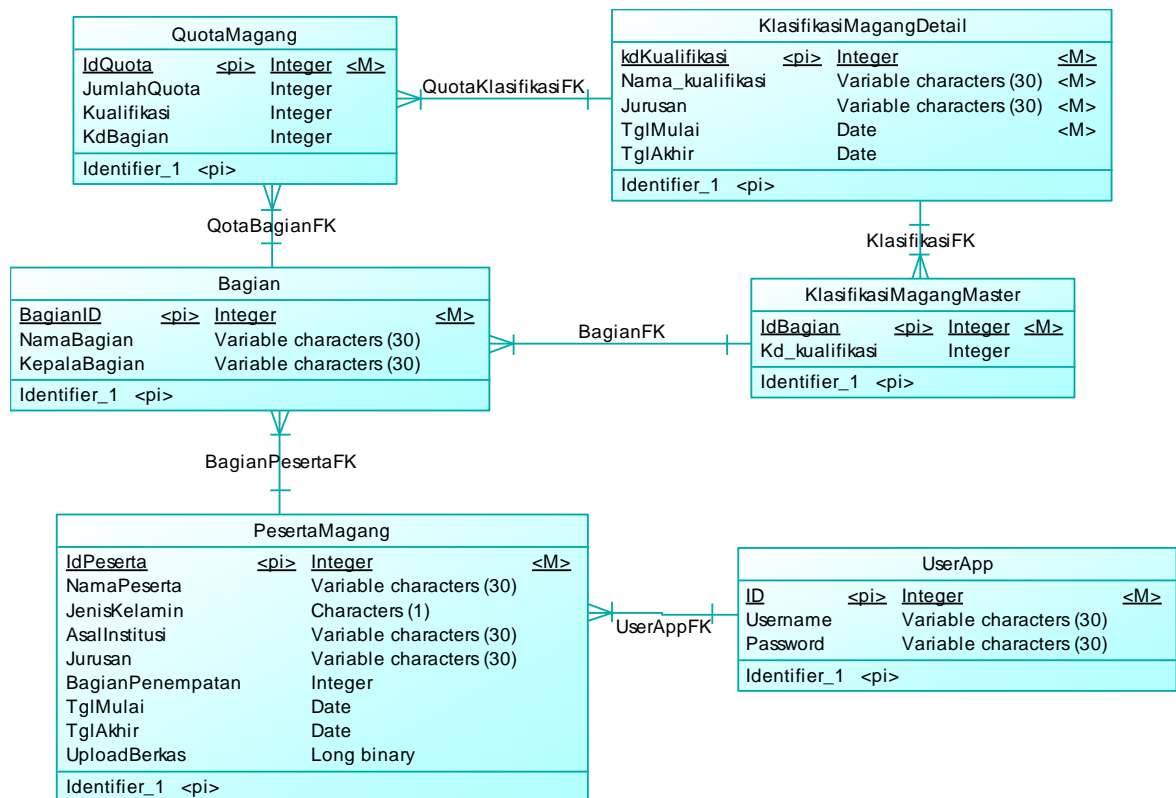 QuotaMagang
IdQuota <pi> Integer <M>
JumlahQuota Integer
Kualifikasi Integer
KdBagian Integer
Identifier_1 <pi>
QuotaKlasifikasiFK
KlasifikasiMagangDetail
kdKualifikasi <pi> Integer <M>
Nama_kualifikasi Variable characters (30) <M>
Jurusan Variable characters (30) <M>
TglMulai Date <M>
TglAkhir Date
Identifier_1 <pi>
QotaBagianFK
KlasifikasiFK
Bagian
BagianID <pi> Integer <M>
NamaBagian Variable characters (30)
KepalaBagian Variable characters (30)
Identifier_1 <pi>
BagianFK
KlasifikasiMagangMaster
IdBagian <pi> Integer <M>
Kd_kualifikasi Integer
Identifier_1 <pi>
BagianPesertaFK
PesertaMagang
IdPeserta <pi> Integer <M>
NamaPeserta Variable characters (30)
JenisKelamin Characters (1)
AsalInstitusi Variable characters (30)
Jurusan Variable characters (30)
BagianPenempatan Integer
TglMulai Date
TglAkhir Date
UploadBerkas Long binary
Identifier_1 <pi>
UserAppFK
UserApp
ID <pi> Integer <M>
Username Variable characters (30)
Password Variable characters (30)
Identifier_1 <pi>